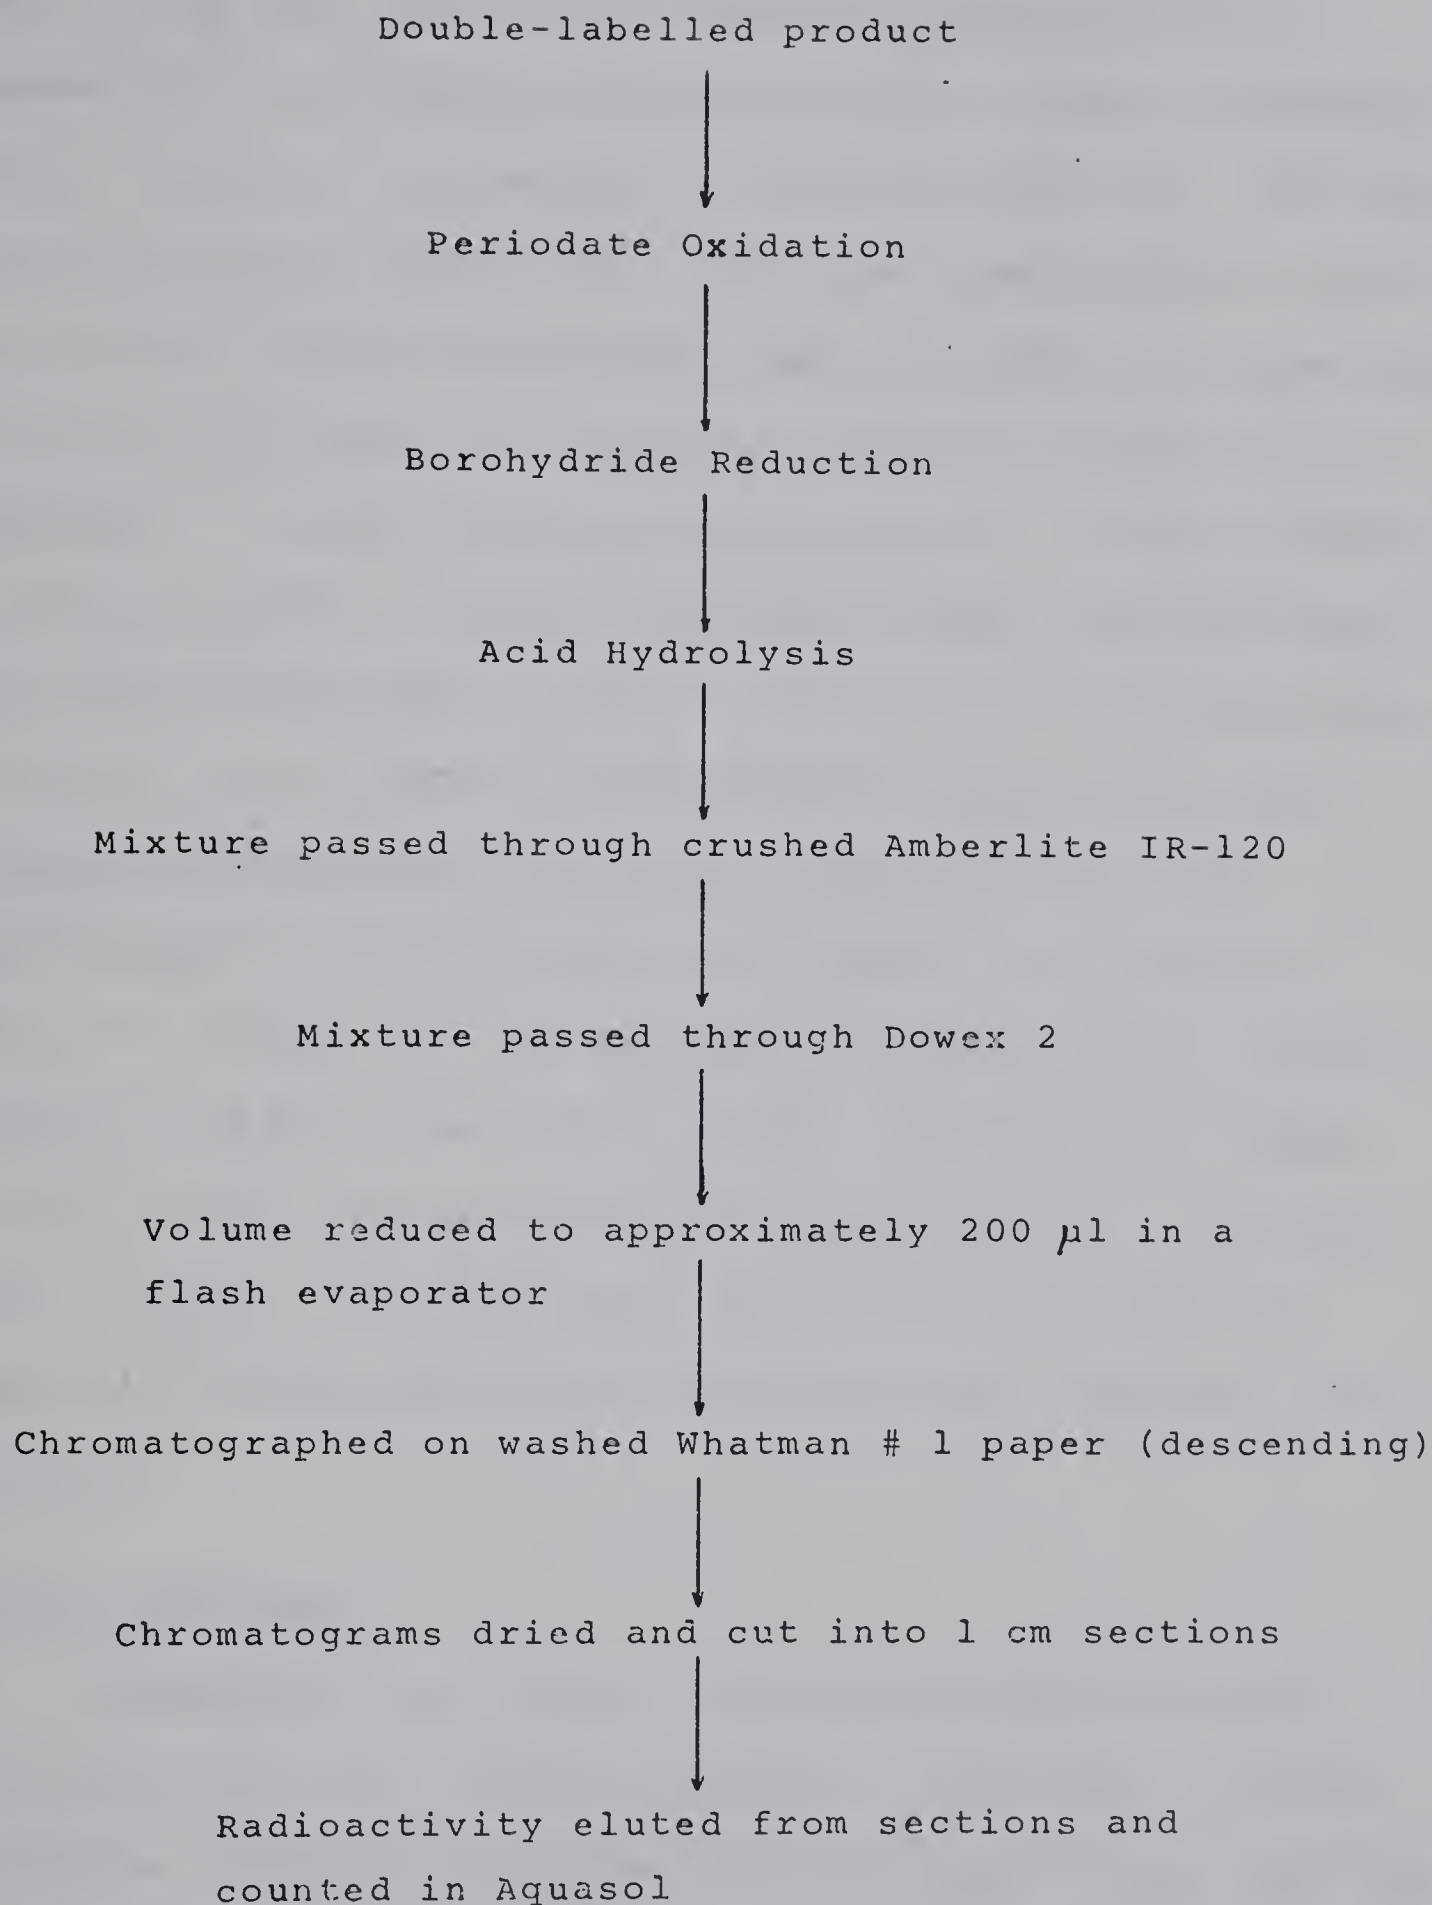 Double-labelled product
Periodate Oxidation
Borohydride Reduction
Acid Hydrolysis
Mixture passed through crushed Amberlite IR-120
Mixture passed through Dowex 2
Volume reduced to approximately 200 µl in a
flash evaporator
Chromatographed on washed Whatman # 1 paper (descending)
Chromatograms dried and cut into 1 cm sections
Radioactivity eluted from sections and
counted in Aquasol